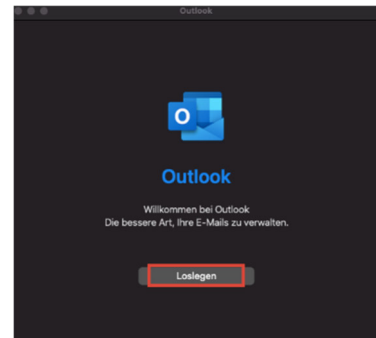 Outlook
O
Outlook
Willkommen bei Outlook
Die bessere Art, Ihre E-Mails zu verwalten.
Loslegen